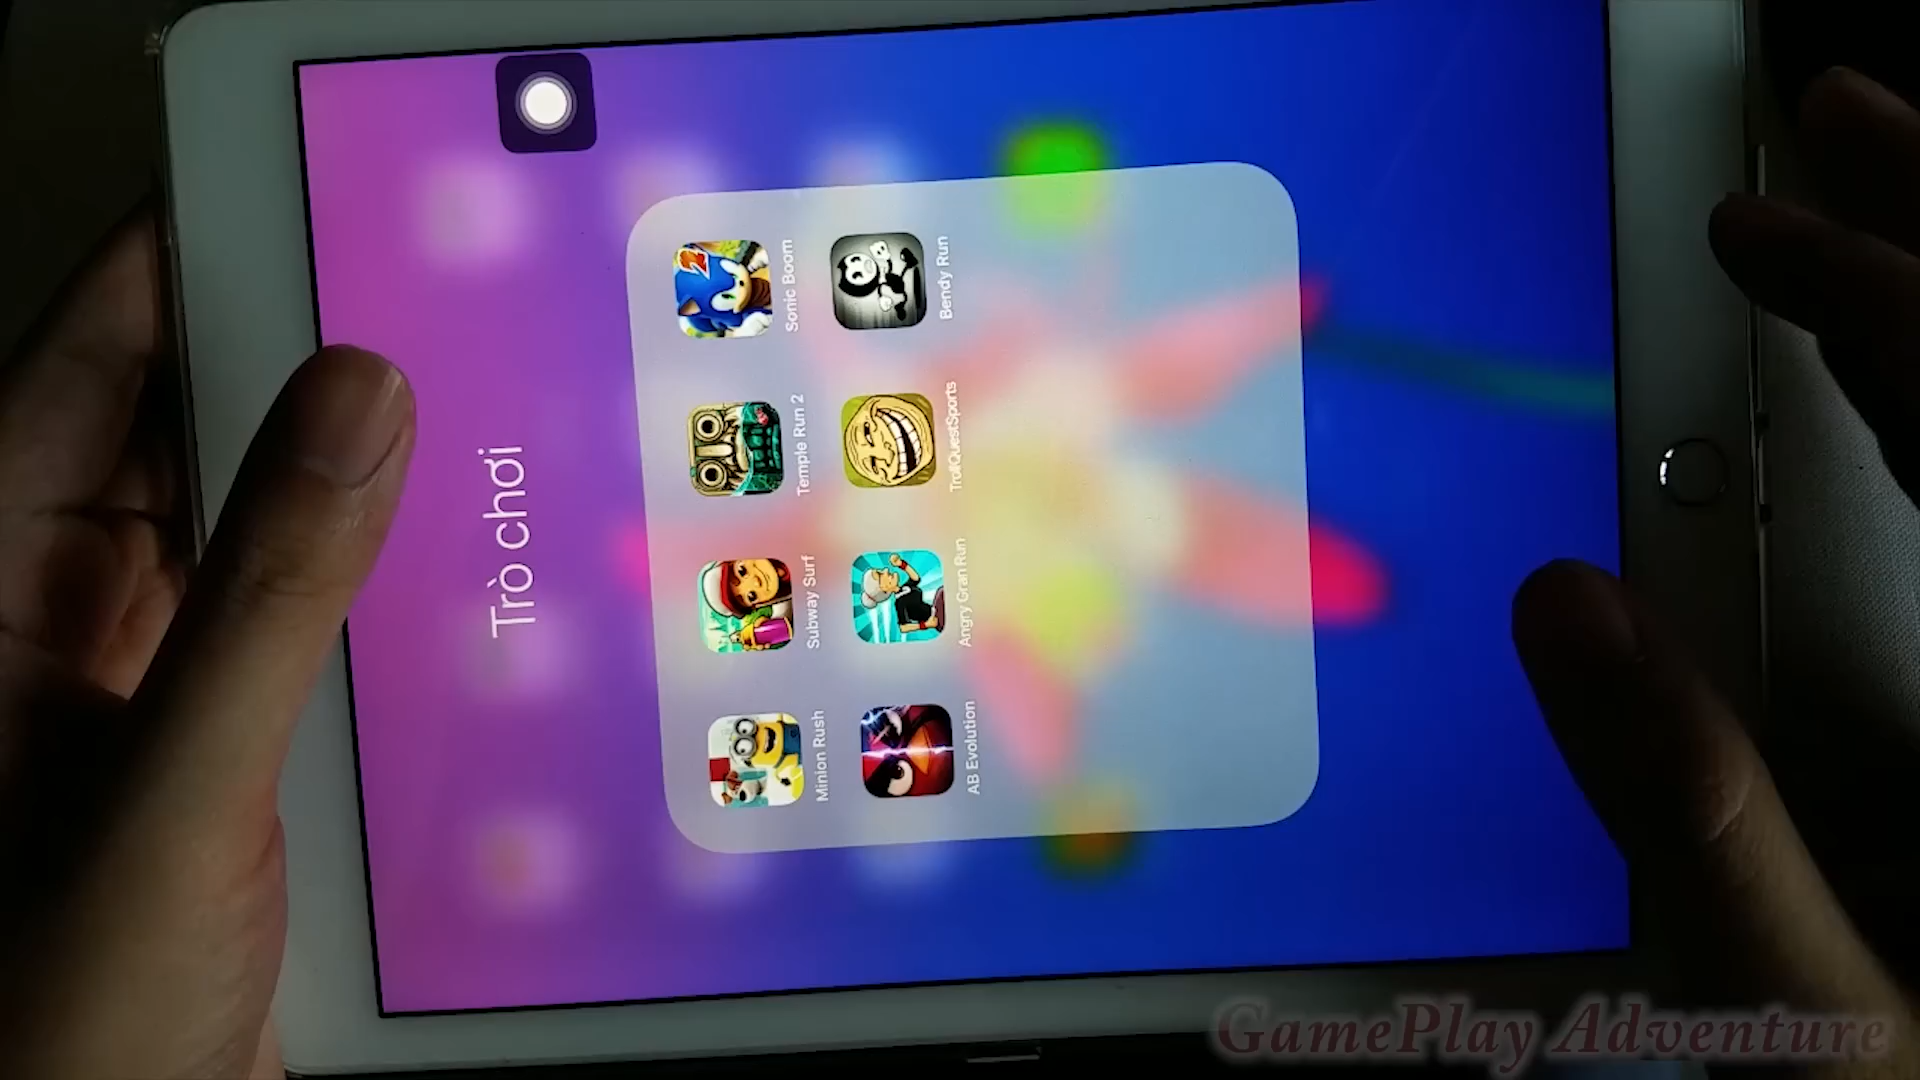 Trò chơi
Minion Rush
Subway Surf
Temple Run 2
Sonic Boom
2
AB Evolution
Angry Gran Run
TrollQuestSports
Bendy Run
GamePlay Adventure